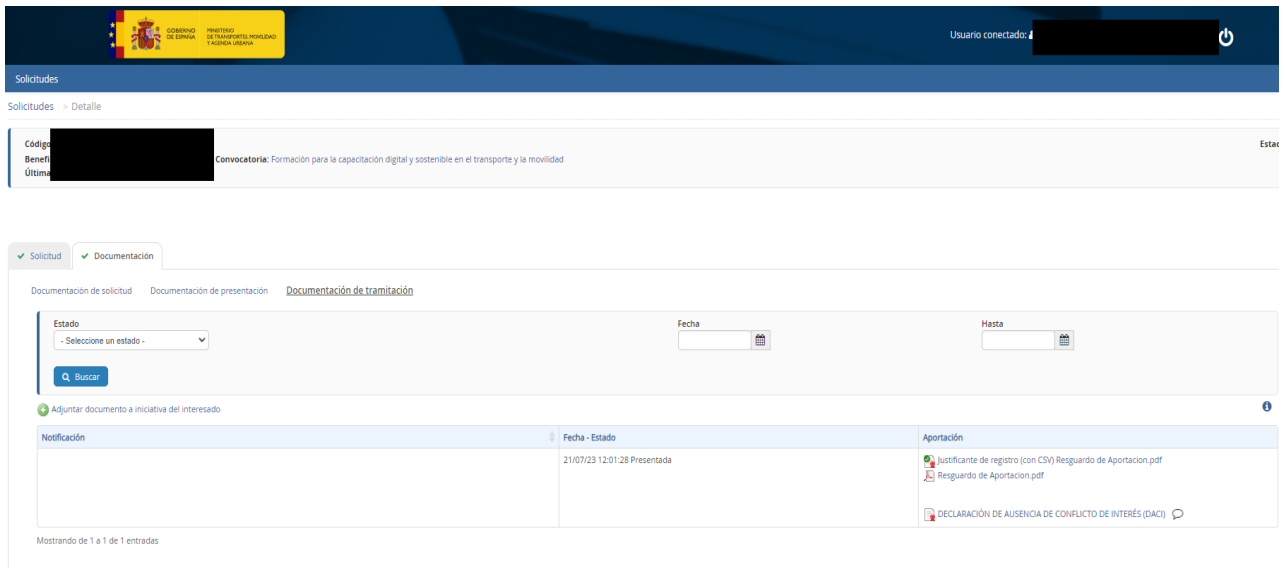 GOBIERNO DE ESPAÑA
MINISTERIO DE TRANSPORTES, MOVILIDAD Y AGENDA URBANA
Usuario conectado:
Solicitudes
Solicitudes > Detalle
Código
Estad
Benefi Convocatoria: Formación para la capacitación digital y sostenible en el transporte y la movilidad
Última
Solicitud Documentación
Documentación de solicitud Documentación de presentación Documentación de tramitación
Estado Fecha Hasta
- Seleccione un estado -
Buscar
Adjuntar documento a iniciativa del interesado
Notificación Fecha - Estado Aportación
21/07/23 12:01:28 Presentada Justificante de registro (con CSV) Resguardo de Aportacion.pdf
Resguardo de Aportacion.pdf
DECLARACIÓN DE AUSENCIA DE CONFLICTO DE INTERÉS (DACI)
Mostrando de 1 a 1 de 1 entradas